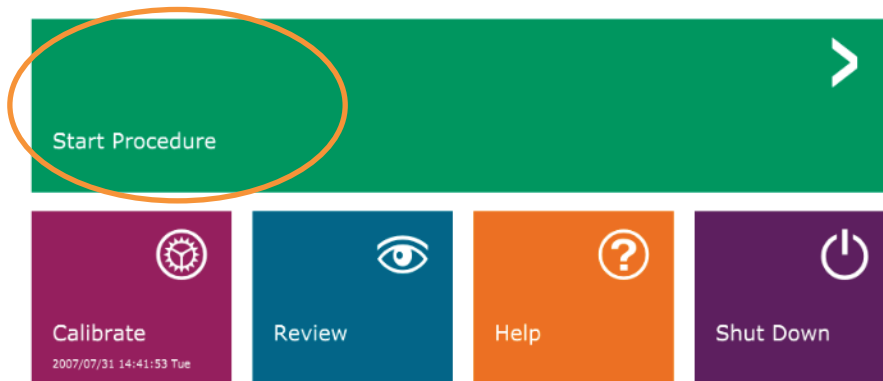 Start Procedure
Calibrate
2007/07/31 14:41:53 Tue
Review
Help
Shut Down